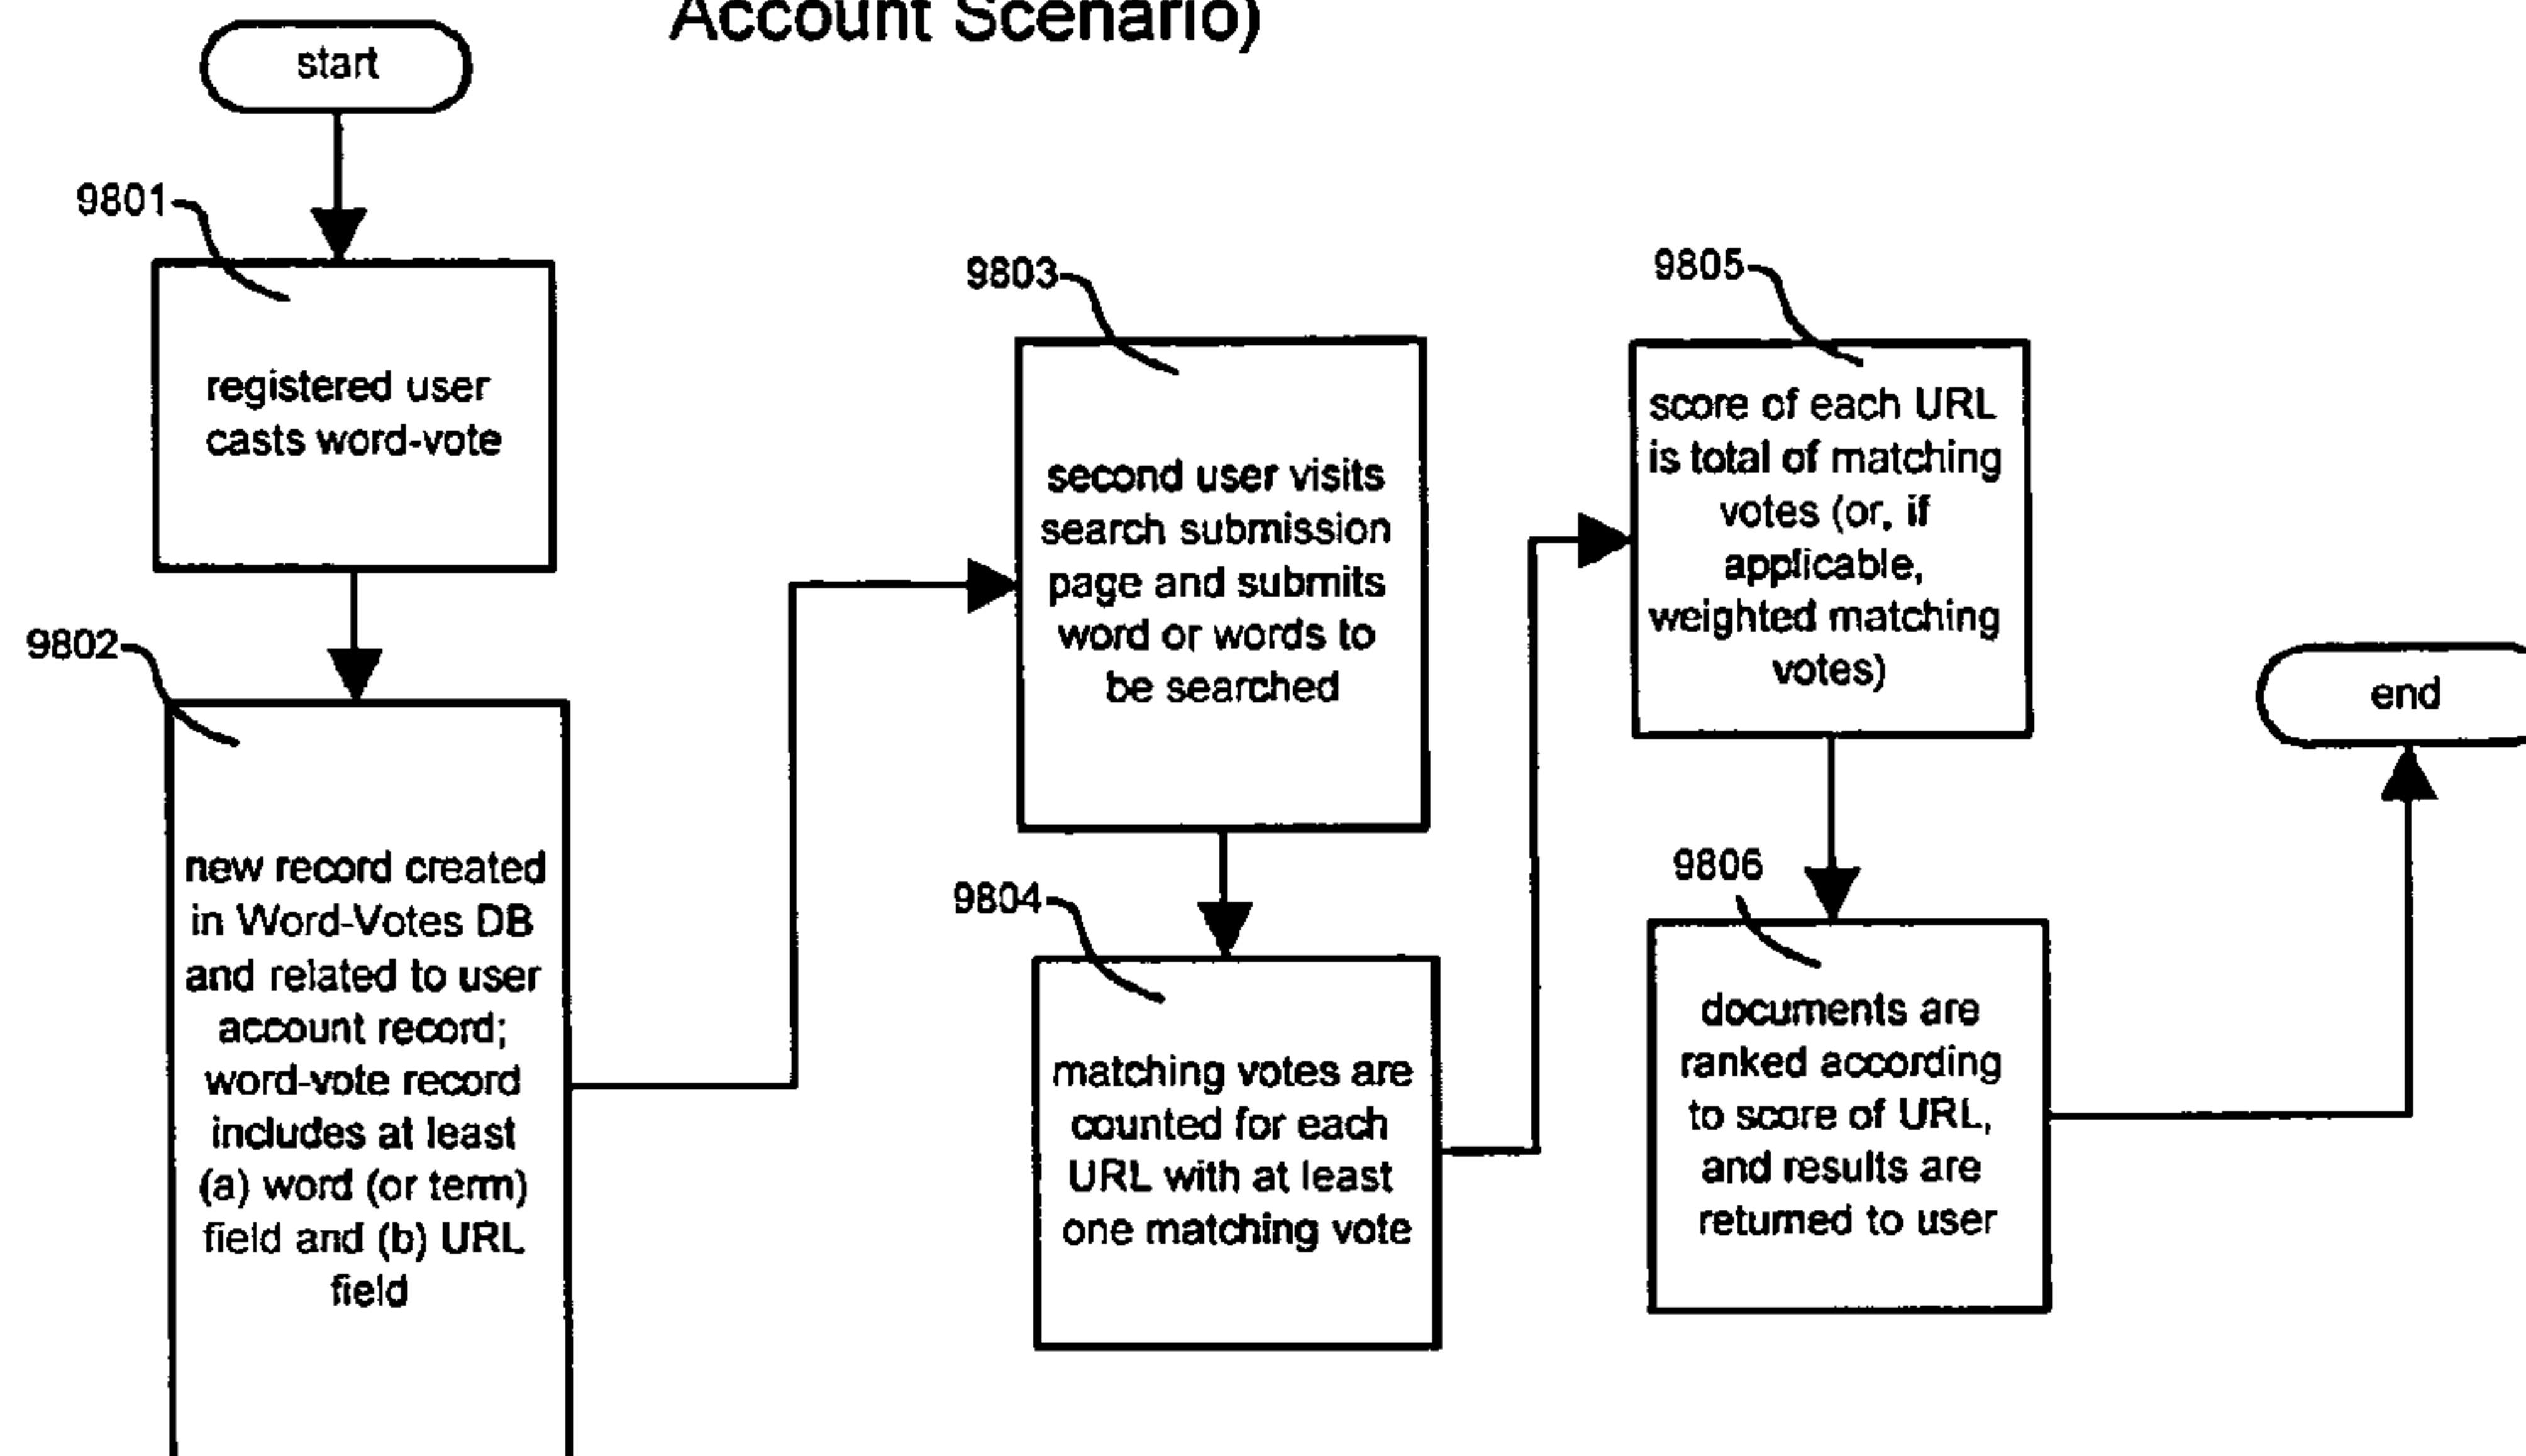 Account Scenario)
start
9801
registered user
casts word-vote
9802
new record created
in Word-Votes DB
and related to user
account record;
word-vote record
includes at least
(a) word (or term)
field and (b) URL
field
9803
second user visits
search submission
page and submits
word or words to
be searched
9804
matching votes are
counted for each
URL with at least
one matching vote
9805
score of each URL
is total of matching
votes (or, if
applicable,
weighted matching
votes)
9806
documents are
ranked according
to score of URL,
and results are
returned to user
end